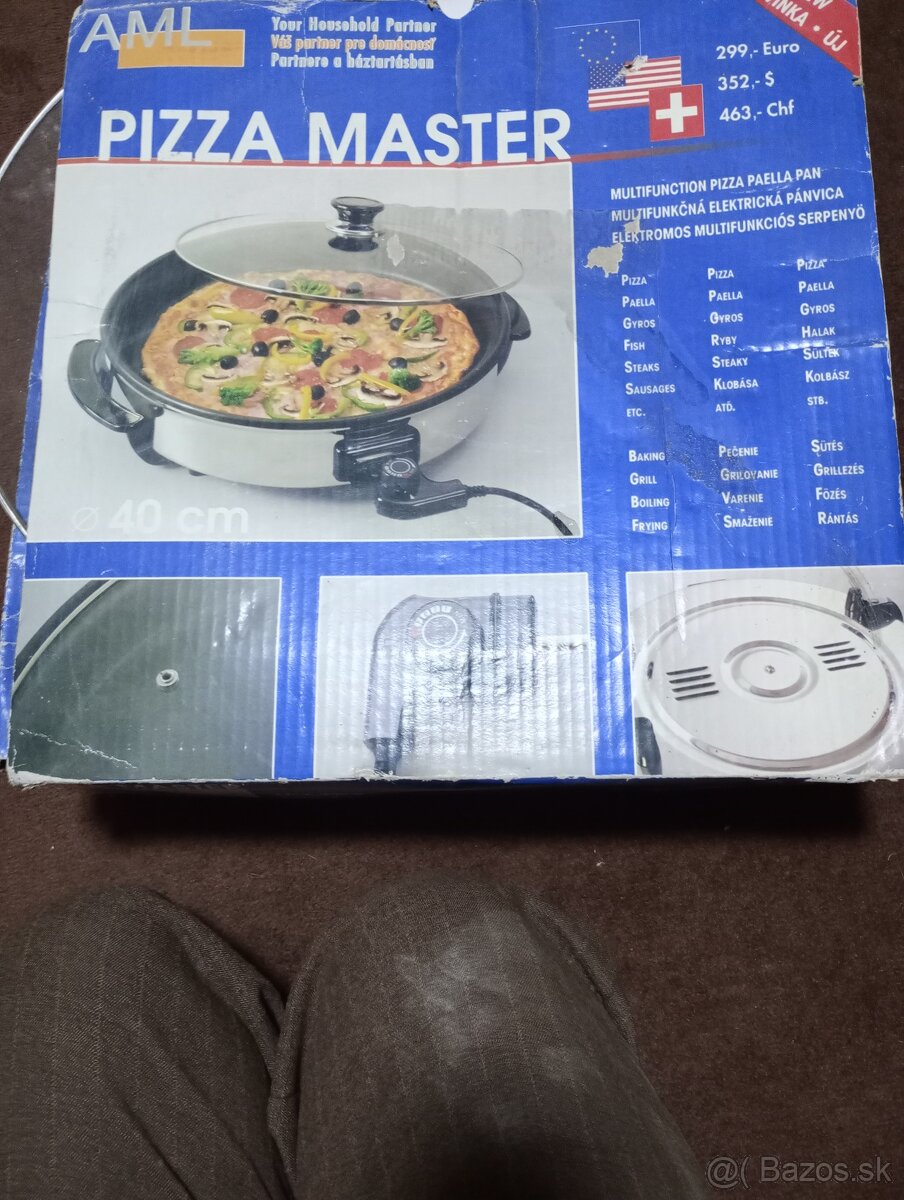 AML
Your Household Partner
Váš partner pre domácnosť
Partnere a háztartásban
INKA • ÚJ
299,- Euro
352,- $
463,- Chf
PIZZA MASTER
MULTIFUNCTION PIZZA PAELLA PAN
MULTIFUNKČNÁ ELEKTRICKÁ PÁNVICA
ELEKTROMOS MULTIFUNKCIÓS SERPENYŐ
PIZZA
PAELLA
GYROS
FISH
STEAKS
SAUSAGES
ETC.
PIZZA
PAELLA
GYROS
RYBY
STEAKY
KLOBÁSA
ATĎ.
PIZZA
PAELLA
GYROS
HALAK
SÜLTEK
KOLBÁSZ
STB.
BAKING
GRILL
BOILING
FRYING
PEČENIE
GRILOVANIE
VARENIE
SMAŽENIE
SÜTÉS
GRILLEZÉS
FŐZÉS
RÁNTÁS
⌀ 40 cm
@( Bazos.sk